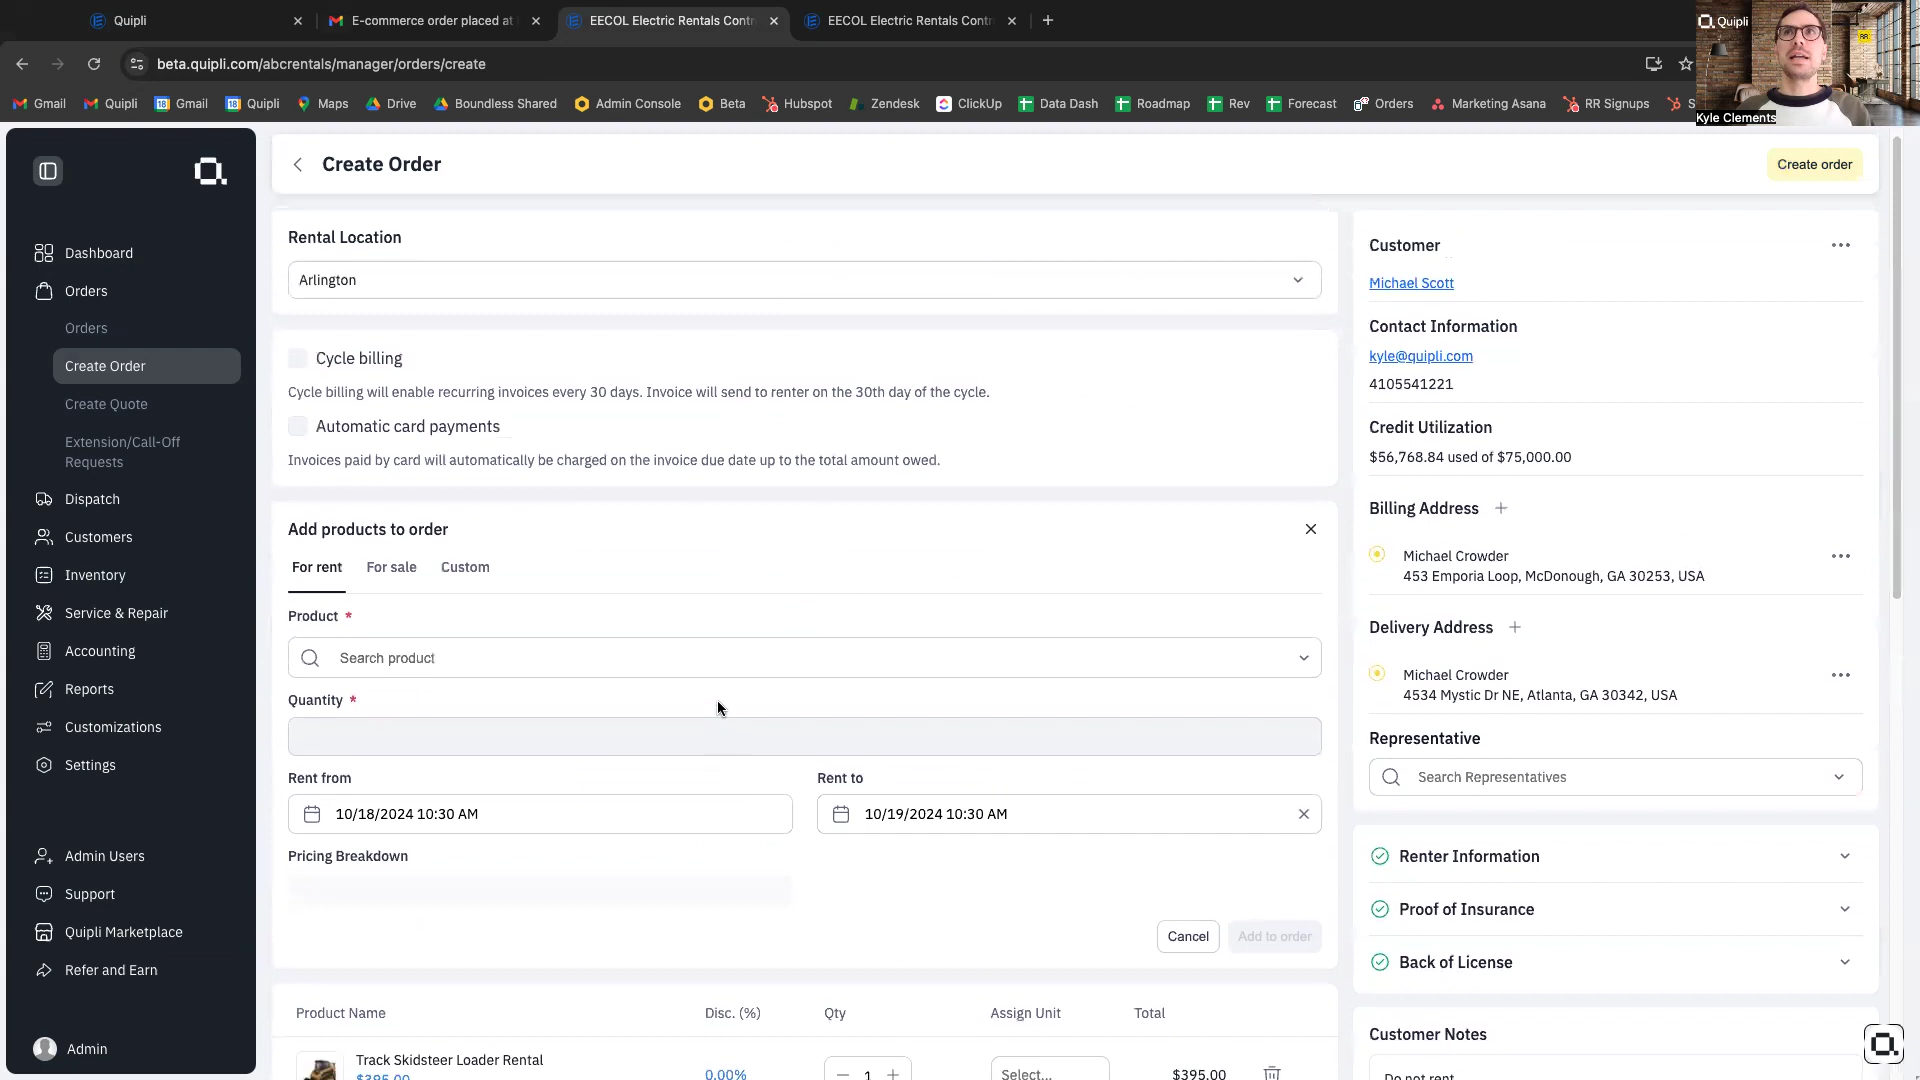 Quipli
E-commerce order placed at
EECOL Electric Rentals Contr
EECOL Electric Rentals Contr
beta.quipli.com/abcrentals/manager/orders/create
Gmail
Quipli
Gmail
Quipli
Maps
Drive
Boundless Shared
Admin Console
Beta
Hubspot
Zendesk
ClickUp
Data Dash
Roadmap
Rev
Forecast
Orders
Marketing Asana
RR Signups
S
Quipli
RR
Kyle Clements
Dashboard
Orders
Orders
Create Order
Create Quote
Extension/Call-Off
Requests
Dispatch
Customers
Inventory
Service & Repair
Accounting
Reports
Customizations
Settings
Admin Users
Support
Quipli Marketplace
Refer and Earn
Admin
Create Order
Create order
Rental Location
Arlington
Cycle billing
Cycle billing will enable recurring invoices every 30 days. Invoice will send to renter on the 30th day of the cycle.
Automatic card payments
Invoices paid by card will automatically be charged on the invoice due date up to the total amount owed.
Add products to order
For rent
For sale
Custom
Product *
Search product
Quantity *
Rent from
Rent to
10/18/2024 10:30 AM
10/19/2024 10:30 AM
Pricing Breakdown
Cancel
Add to order
Product Name
Disc. (%)
Qty
Assign Unit
Total
Track Skidsteer Loader Rental
$395.00
0.00%
1
Select...
$395.00
Customer
Michael Scott
Contact Information
kyle@quipli.com
4105541221
Credit Utilization
$56,768.84 used of $75,000.00
Billing Address
Michael Crowder
453 Emporia Loop, McDonough, GA 30253, USA
Delivery Address
Michael Crowder
4534 Mystic Dr NE, Atlanta, GA 30342, USA
Representative
Search Representatives
Renter Information
Proof of Insurance
Back of License
Customer Notes
Do not rent